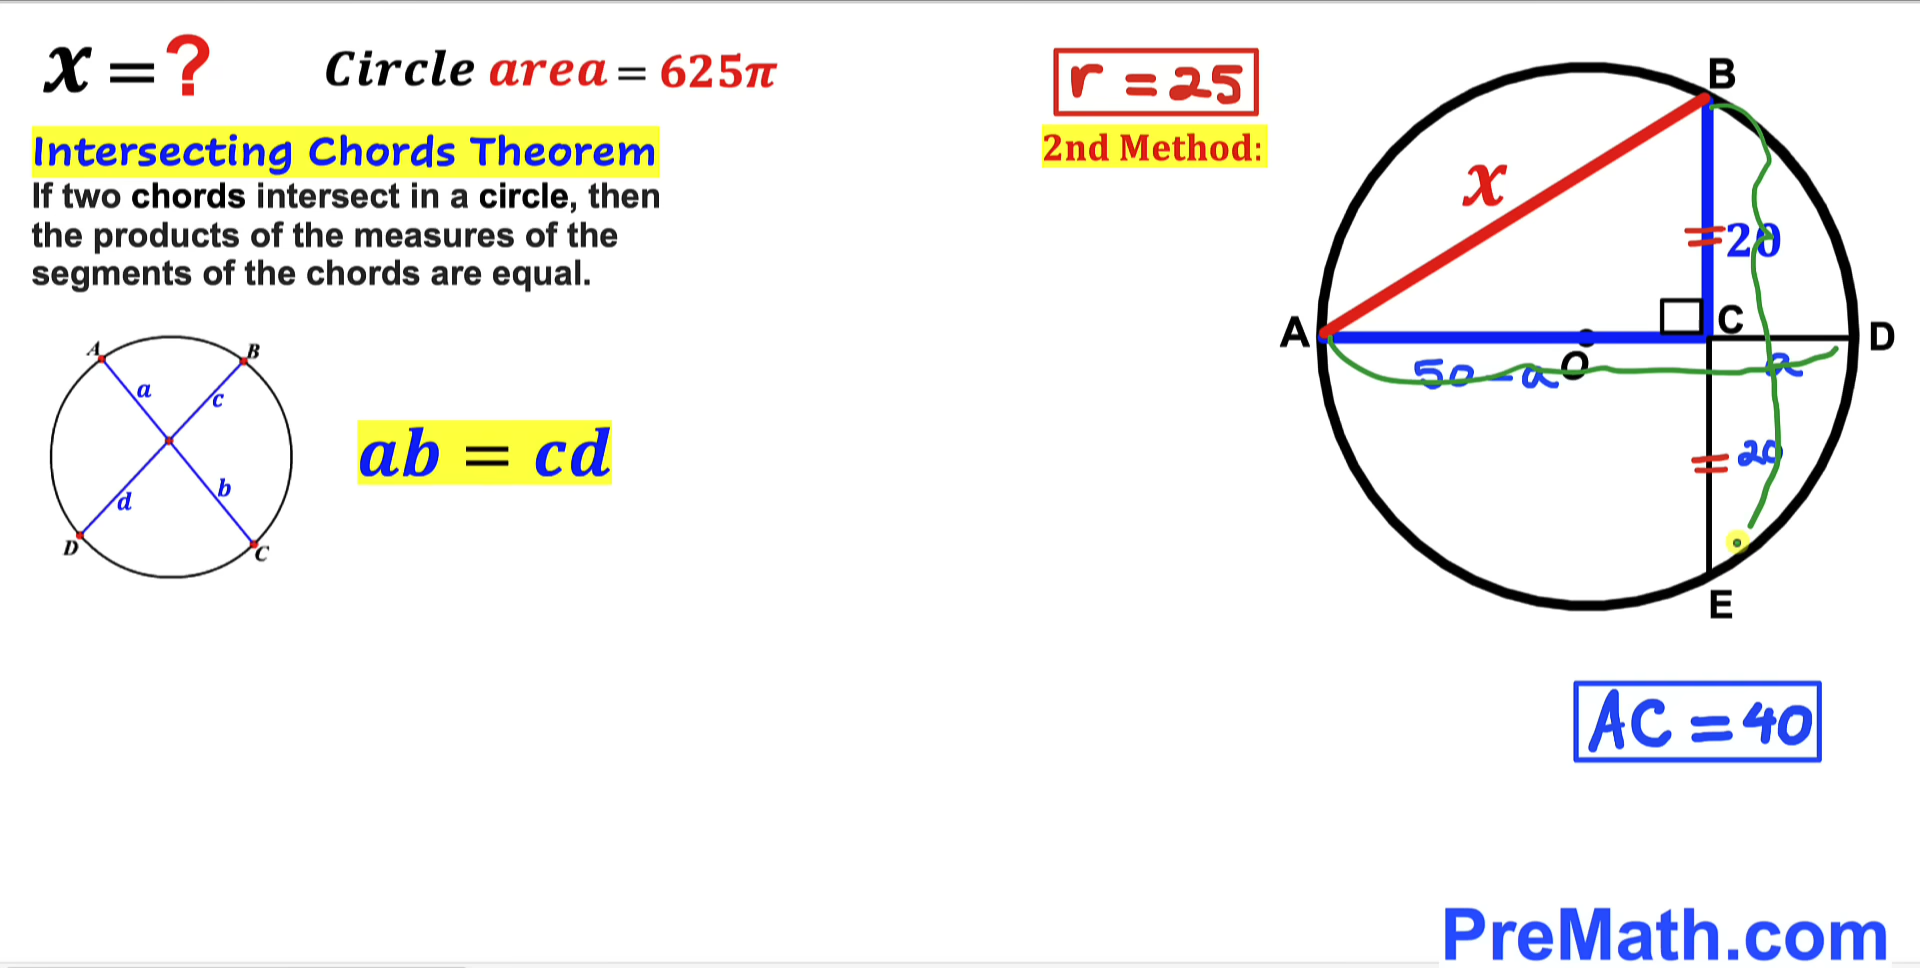 x = ?
Circle area = 625π
Intersecting Chords Theorem
If two chords intersect in a circle, then
the products of the measures of the
segments of the chords are equal.
A
B
a
c
d
b
D
C
ab = cd
r = 25
2nd Method:
B
x
20
A
C
D
50 - a
O
a
20
E
AC = 40
PreMath.com